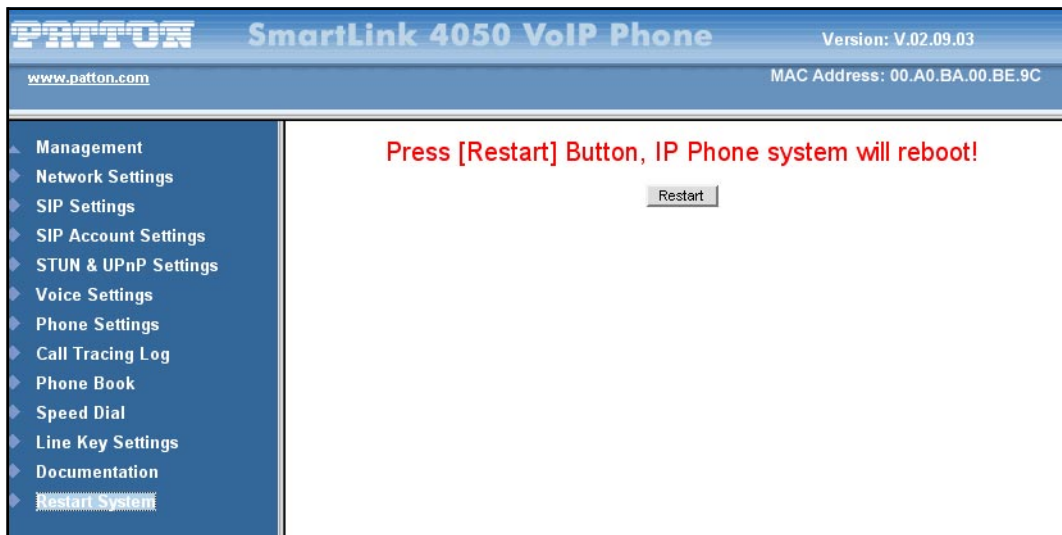 PATTON SmartLink 4050 VoIP Phone Version: V.02.09.03
www.patton.com MAC Address: 00.A0.BA.00.BE.9C
Management
Network Settings
SIP Settings
SIP Account Settings
STUN & UPnP Settings
Voice Settings
Phone Settings
Call Tracing Log
Phone Book
Speed Dial
Line Key Settings
Documentation
Restart System
Press [Restart] Button, IP Phone system will reboot!
Restart